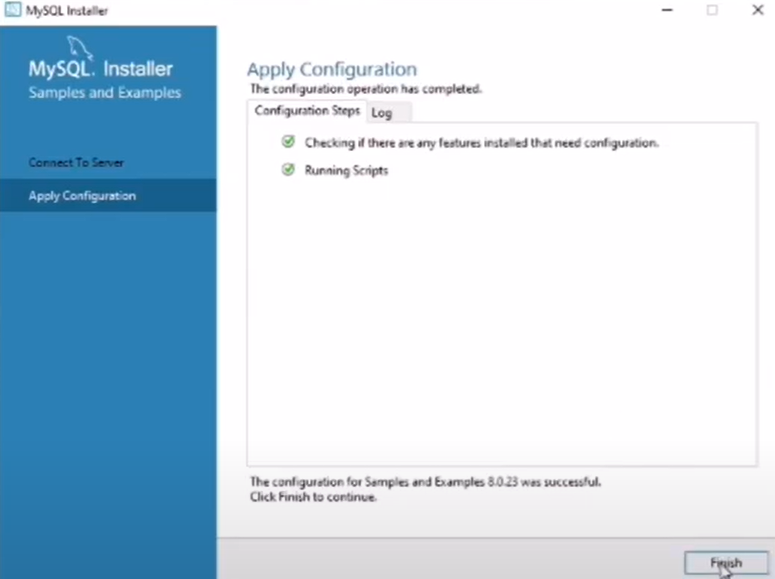 MySQL Installer
MySQL. Installer
Samples and Examples
Connect To Server
Apply Configuration
Apply Configuration
The configuration operation has completed.
Configuration Steps Log
Checking if there are any features installed that need configuration.
Running Scripts
The configuration for Samples and Examples 8.0.23 was successful.
Click Finish to continue.
Finish